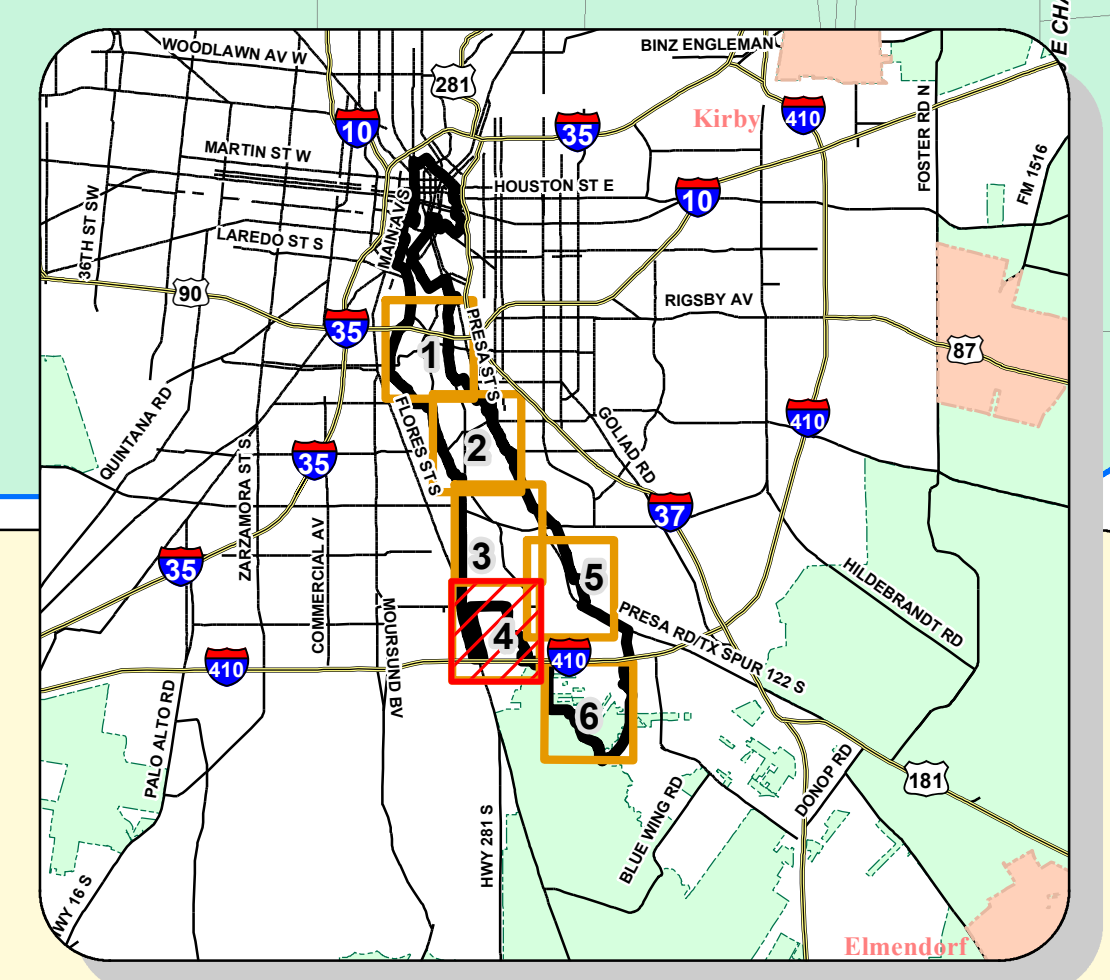 E CHA
WOODLAWN AV W
BINZ ENGLEMAN
281
10
35
Kirby
410
FOSTER RD N
FM 1516
MARTIN ST W
HOUSTON ST E
10
36TH ST SW
MAIN AV S
LAREDO ST S
90
RIGSBY AV
35
PRESA ST S
87
1
QUINTANA RD
FLORES ST S
GOLIAD RD
410
2
ZARZAMORA ST S
35
37
COMMERCIAL AV
3
35
5
HILDEBRANDT RD
MOURSUND BV
PRESA RD/TX SPUR 122 S
4
410
410
PALO ALTO RD
6
DONOP RD
181
HWY 281 S
BLUE WING RD
WY 16 S
Elmendorf